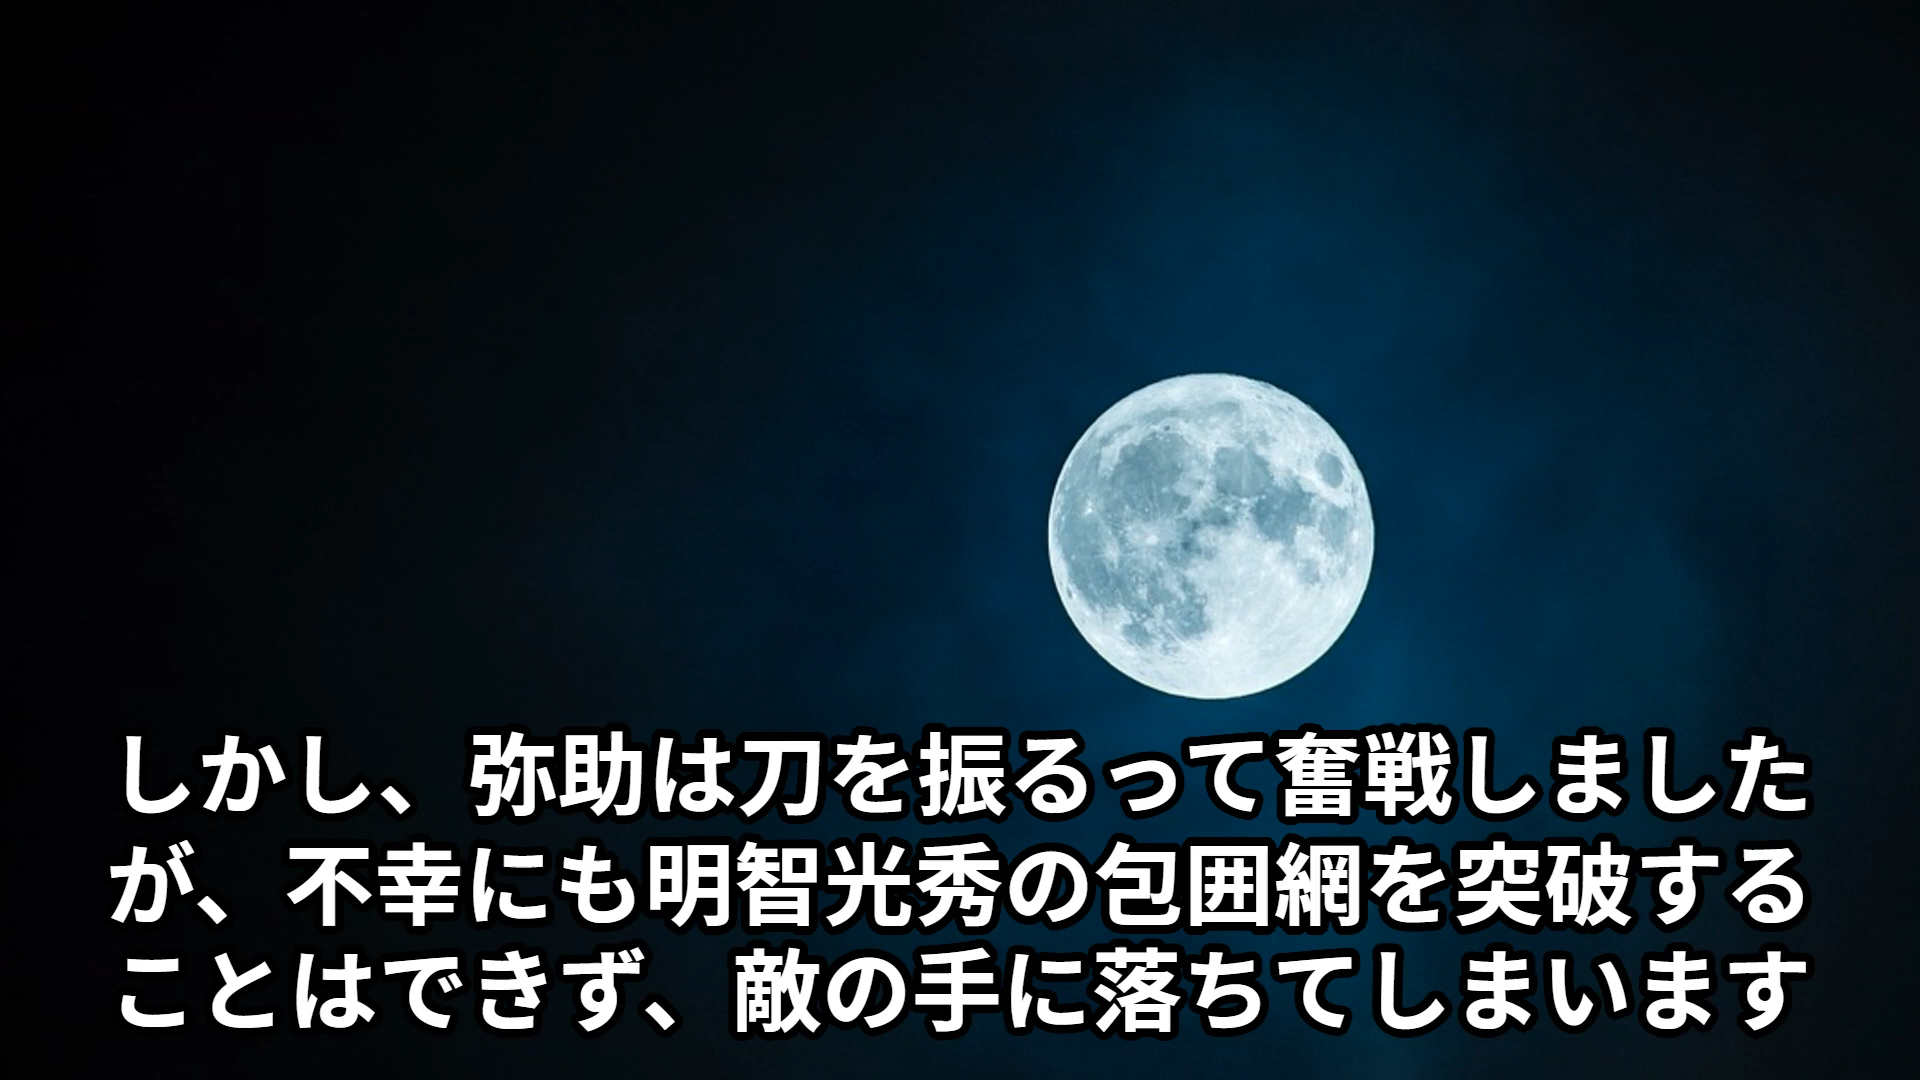 しかし、弥助は刀を振るって奮戦しました
が、不幸にも明智光秀の包囲網を突破する
ことはできず、敵の手に落ちてしまいます